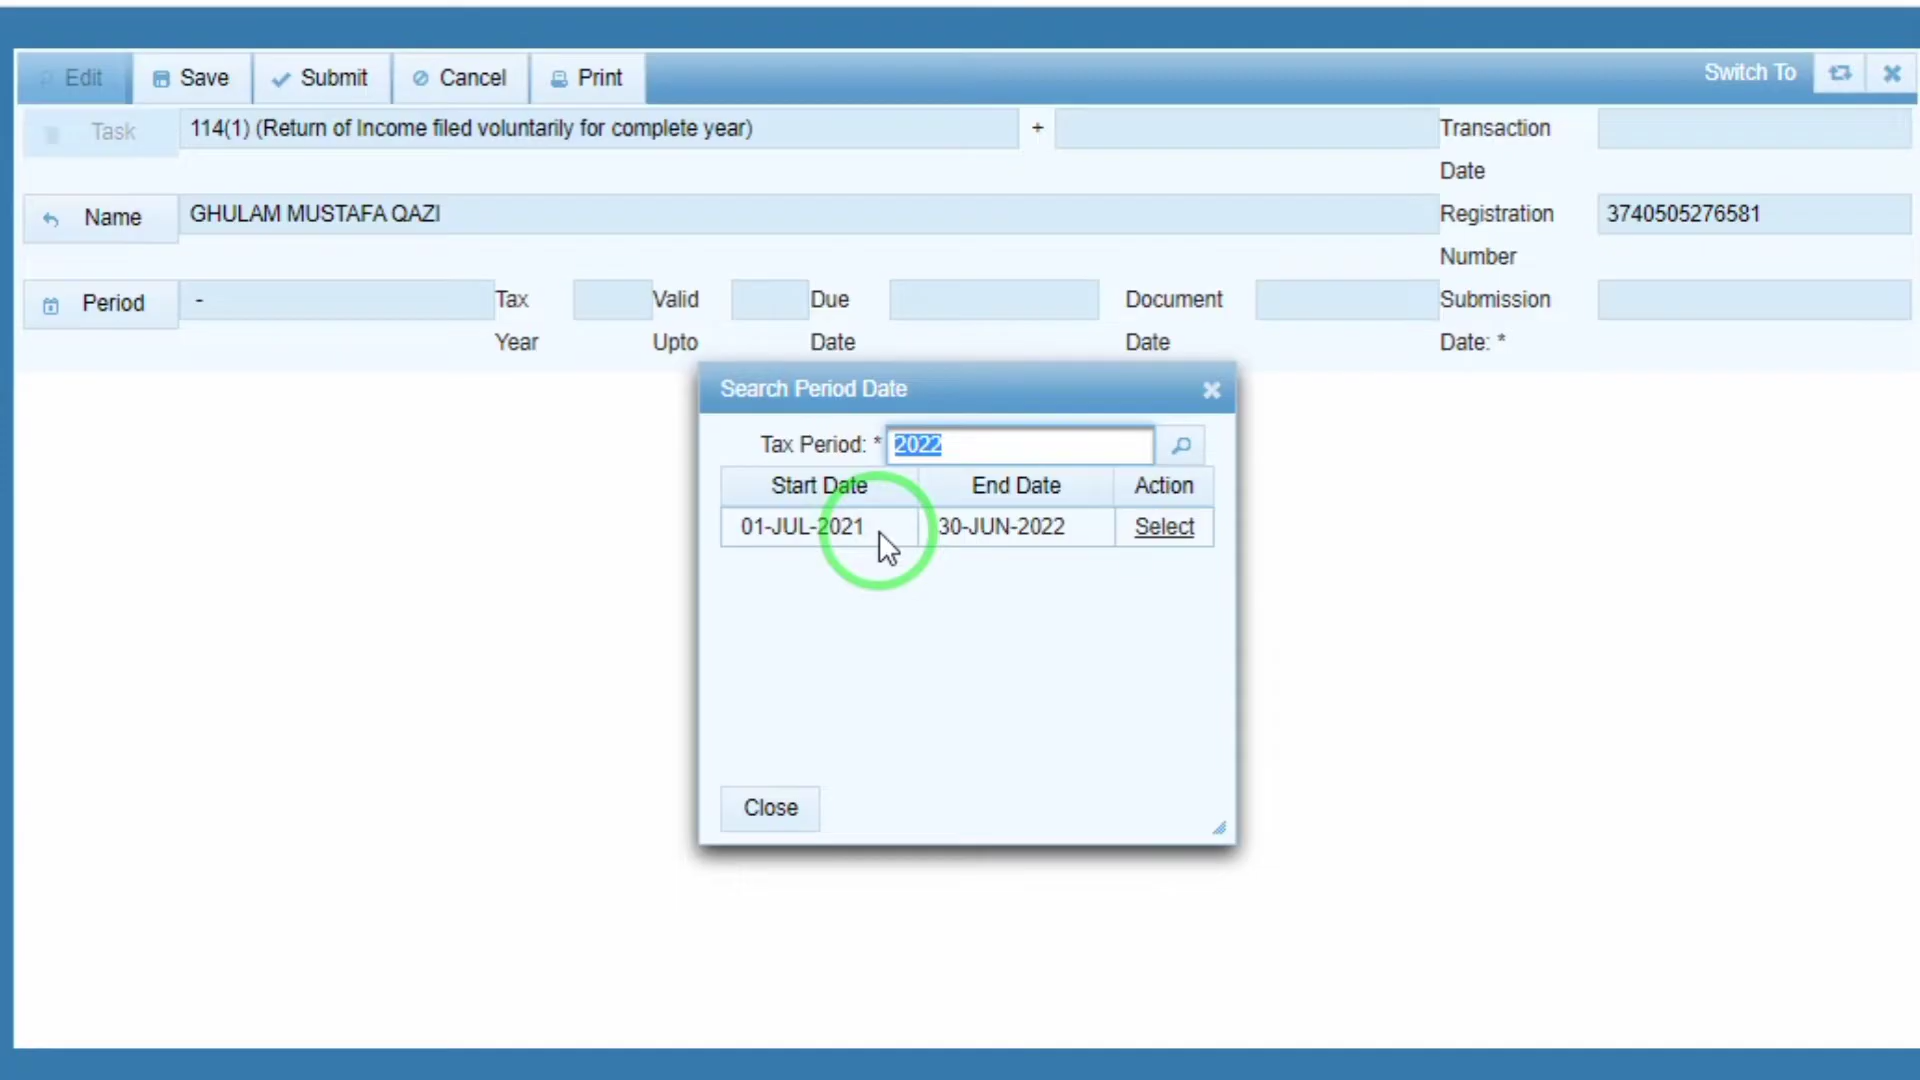 Edit Save Submit Cancel Print Switch To
Task 114(1) (Return of Income filed voluntarily for complete year) + Transaction
Date
Name GHULAM MUSTAFA QAZI Registration 3740505276581
Number
Period - Tax Valid Due Document Submission
Year Upto Date Date Date: *
Search Period Date
Tax Period: * 2022
Start Date End Date Action
01-JUL-2021 30-JUN-2022 Select
Close